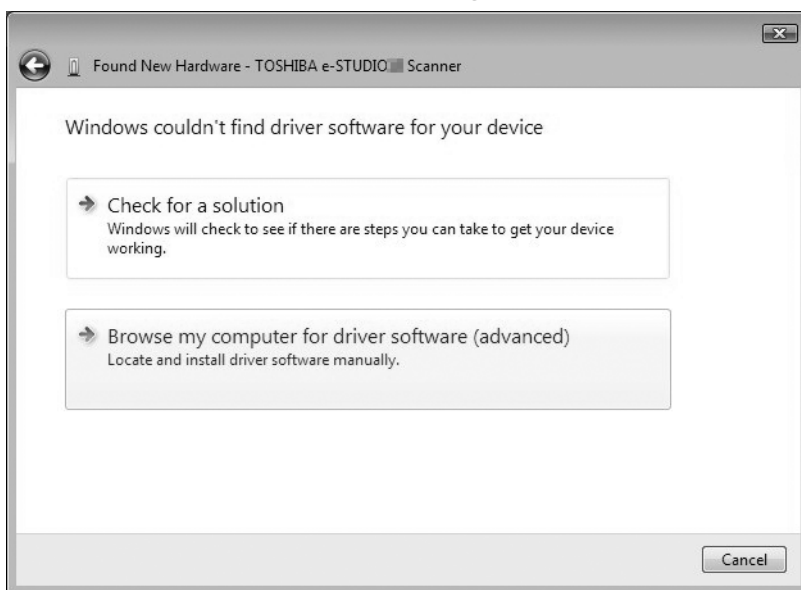 Found New Hardware - TOSHIBA e-STUDIO Scanner
Windows couldn't find driver software for your device
Check for a solution
Windows will check to see if there are steps you can take to get your device
working.
Browse my computer for driver software (advanced)
Locate and install driver software manually.
Cancel